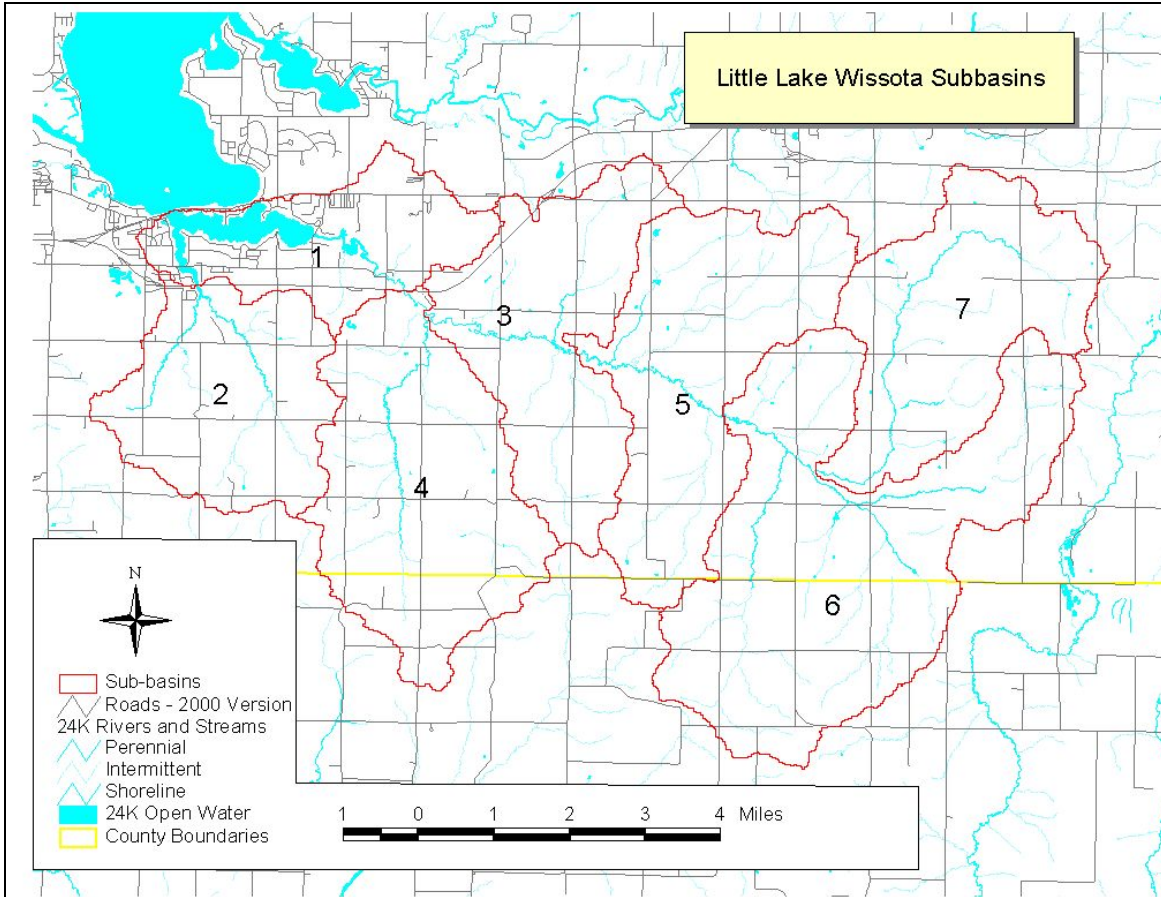 Little Lake Wissota Subbasins
1
3
7
2
5
4
6
N
Sub-basins
Roads - 2000 Version
24K Rivers and Streams
Perennial
Intermittent
Shoreline
24K Open Water
County Boundaries
1 0 1 2 3 4 Miles